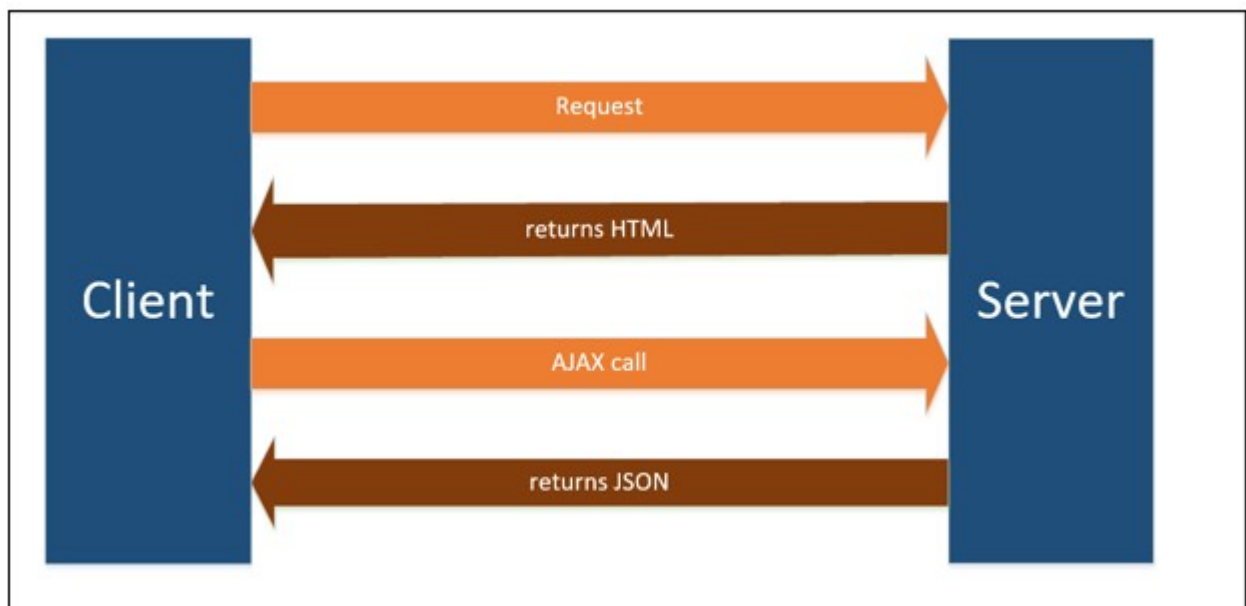 Request
returns HTML
Client
Server
AJAX call
returns JSON